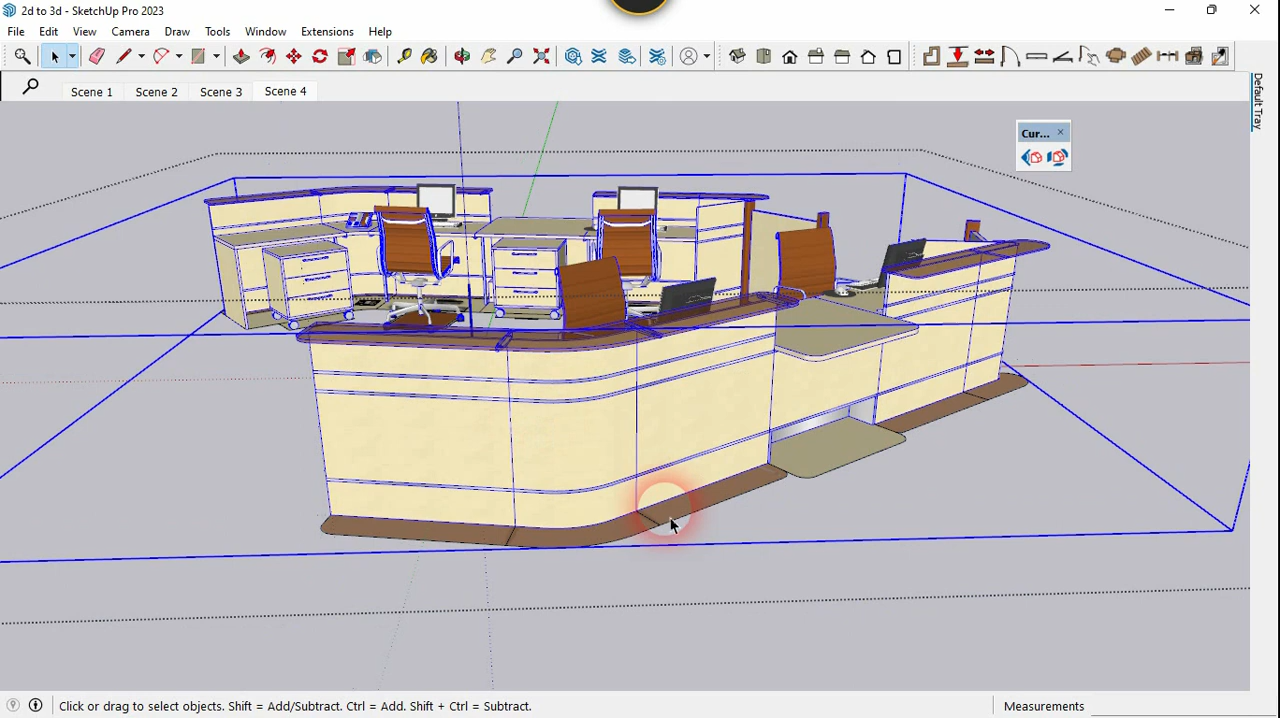 2d to 3d - SketchUp Pro 2023
File Edit View Camera Draw Tools Window Extensions Help
Scene 1 Scene 2 Scene 3 Scene 4
Default Tray
Cur...
Click or drag to select objects. Shift = Add/Subtract. Ctrl = Add. Shift + Ctrl = Subtract.
Measurements